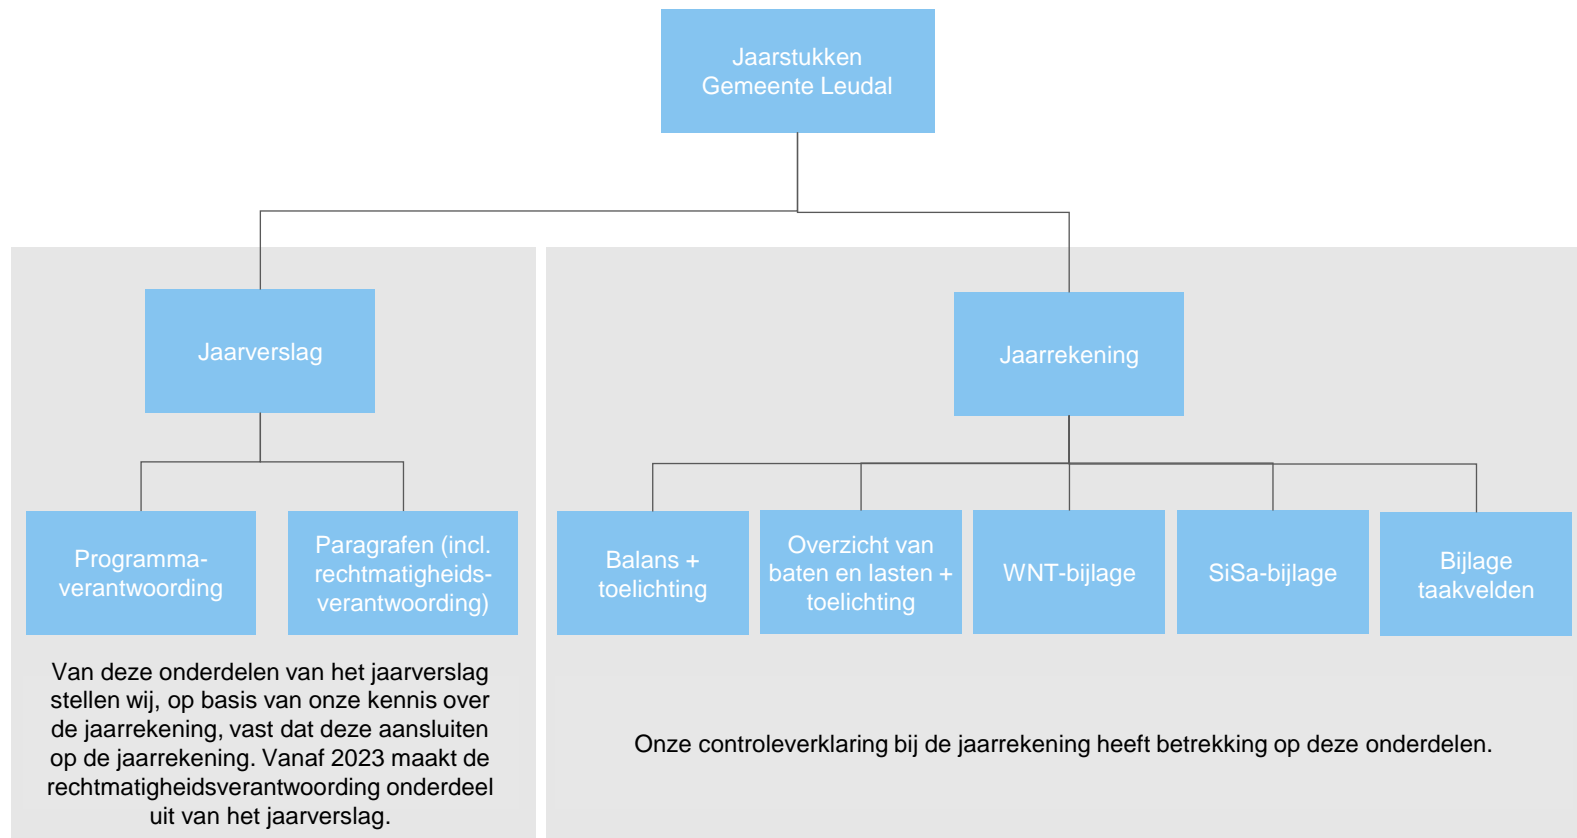 Jaarstukken
Gemeente Leudal
Jaarverslag
Jaarrekening
Programma-
verantwoording
Paragrafen (incl.
rechtmatigheids-
verantwoording)
Balans +
toelichting
Overzicht van
baten en lasten +
toelichting
WNT-bijlage
SiSa-bijlage
Bijlage
taakvelden
Van deze onderdelen van het jaarverslag
stellen wij, op basis van onze kennis over
de jaarrekening, vast dat deze aansluiten
op de jaarrekening. Vanaf 2023 maakt de
rechtmatigheidsverantwoording onderdeel
uit van het jaarverslag.
Onze controleverklaring bij de jaarrekening heeft betrekking op deze onderdelen.